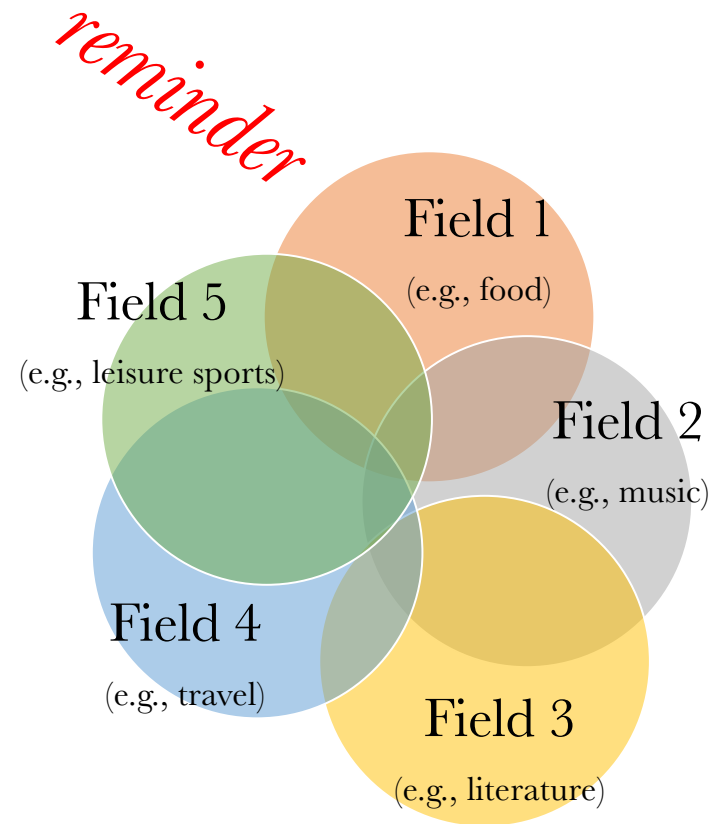 reminder
Field 1
(e.g., food)
Field 5
(e.g., leisure sports)
Field 2
(e.g., music)
Field 4
(e.g., travel)
Field 3
(e.g., literature)